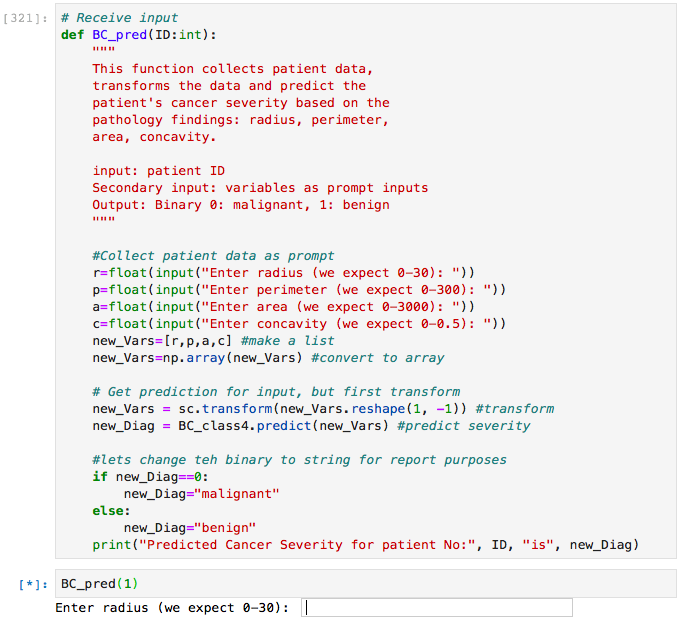 [321]: # Receive input
def BC_pred(ID:int):
    """
    This function collects patient data,
    transforms the data and predict the
    patient's cancer severity based on the
    pathology findings: radius, perimeter,
    area, concavity.

    input: patient ID
    Secondary input: variables as prompt inputs
    Output: Binary 0: malignant, 1: benign
    """

    #Collect patient data as prompt
    r=float(input("Enter radius (we expect 0-30): "))
    p=float(input("Enter perimeter (we expect 0-300): "))
    a=float(input("Enter area (we expect 0-3000): "))
    c=float(input("Enter concavity (we expect 0-0.5): "))
    new_Vars=[r,p,a,c] #make a list
    new_Vars=np.array(new_Vars) #convert to array

    # Get prediction for input, but first transform
    new_Vars = sc.transform(new_Vars.reshape(1, -1)) #transform
    new_Diag = BC_class4.predict(new_Vars) #predict severity

    #lets change teh binary to string for report purposes
    if new_Diag==0:
        new_Diag="malignant"
    else:
        new_Diag="benign"
    print("Predicted Cancer Severity for patient No:", ID, "is", new_Diag)
[*]: BC_pred(1)
Enter radius (we expect 0-30):